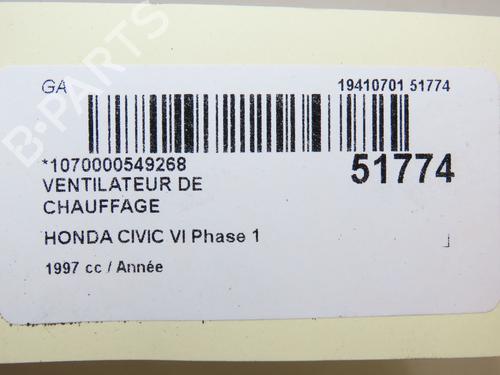 B-PARTS
GA
19410701 51774
*1070000549268
51774
VENTILATEUR DE
CHAUFFAGE
HONDA CIVIC VI Phase 1
1997 cc / Année